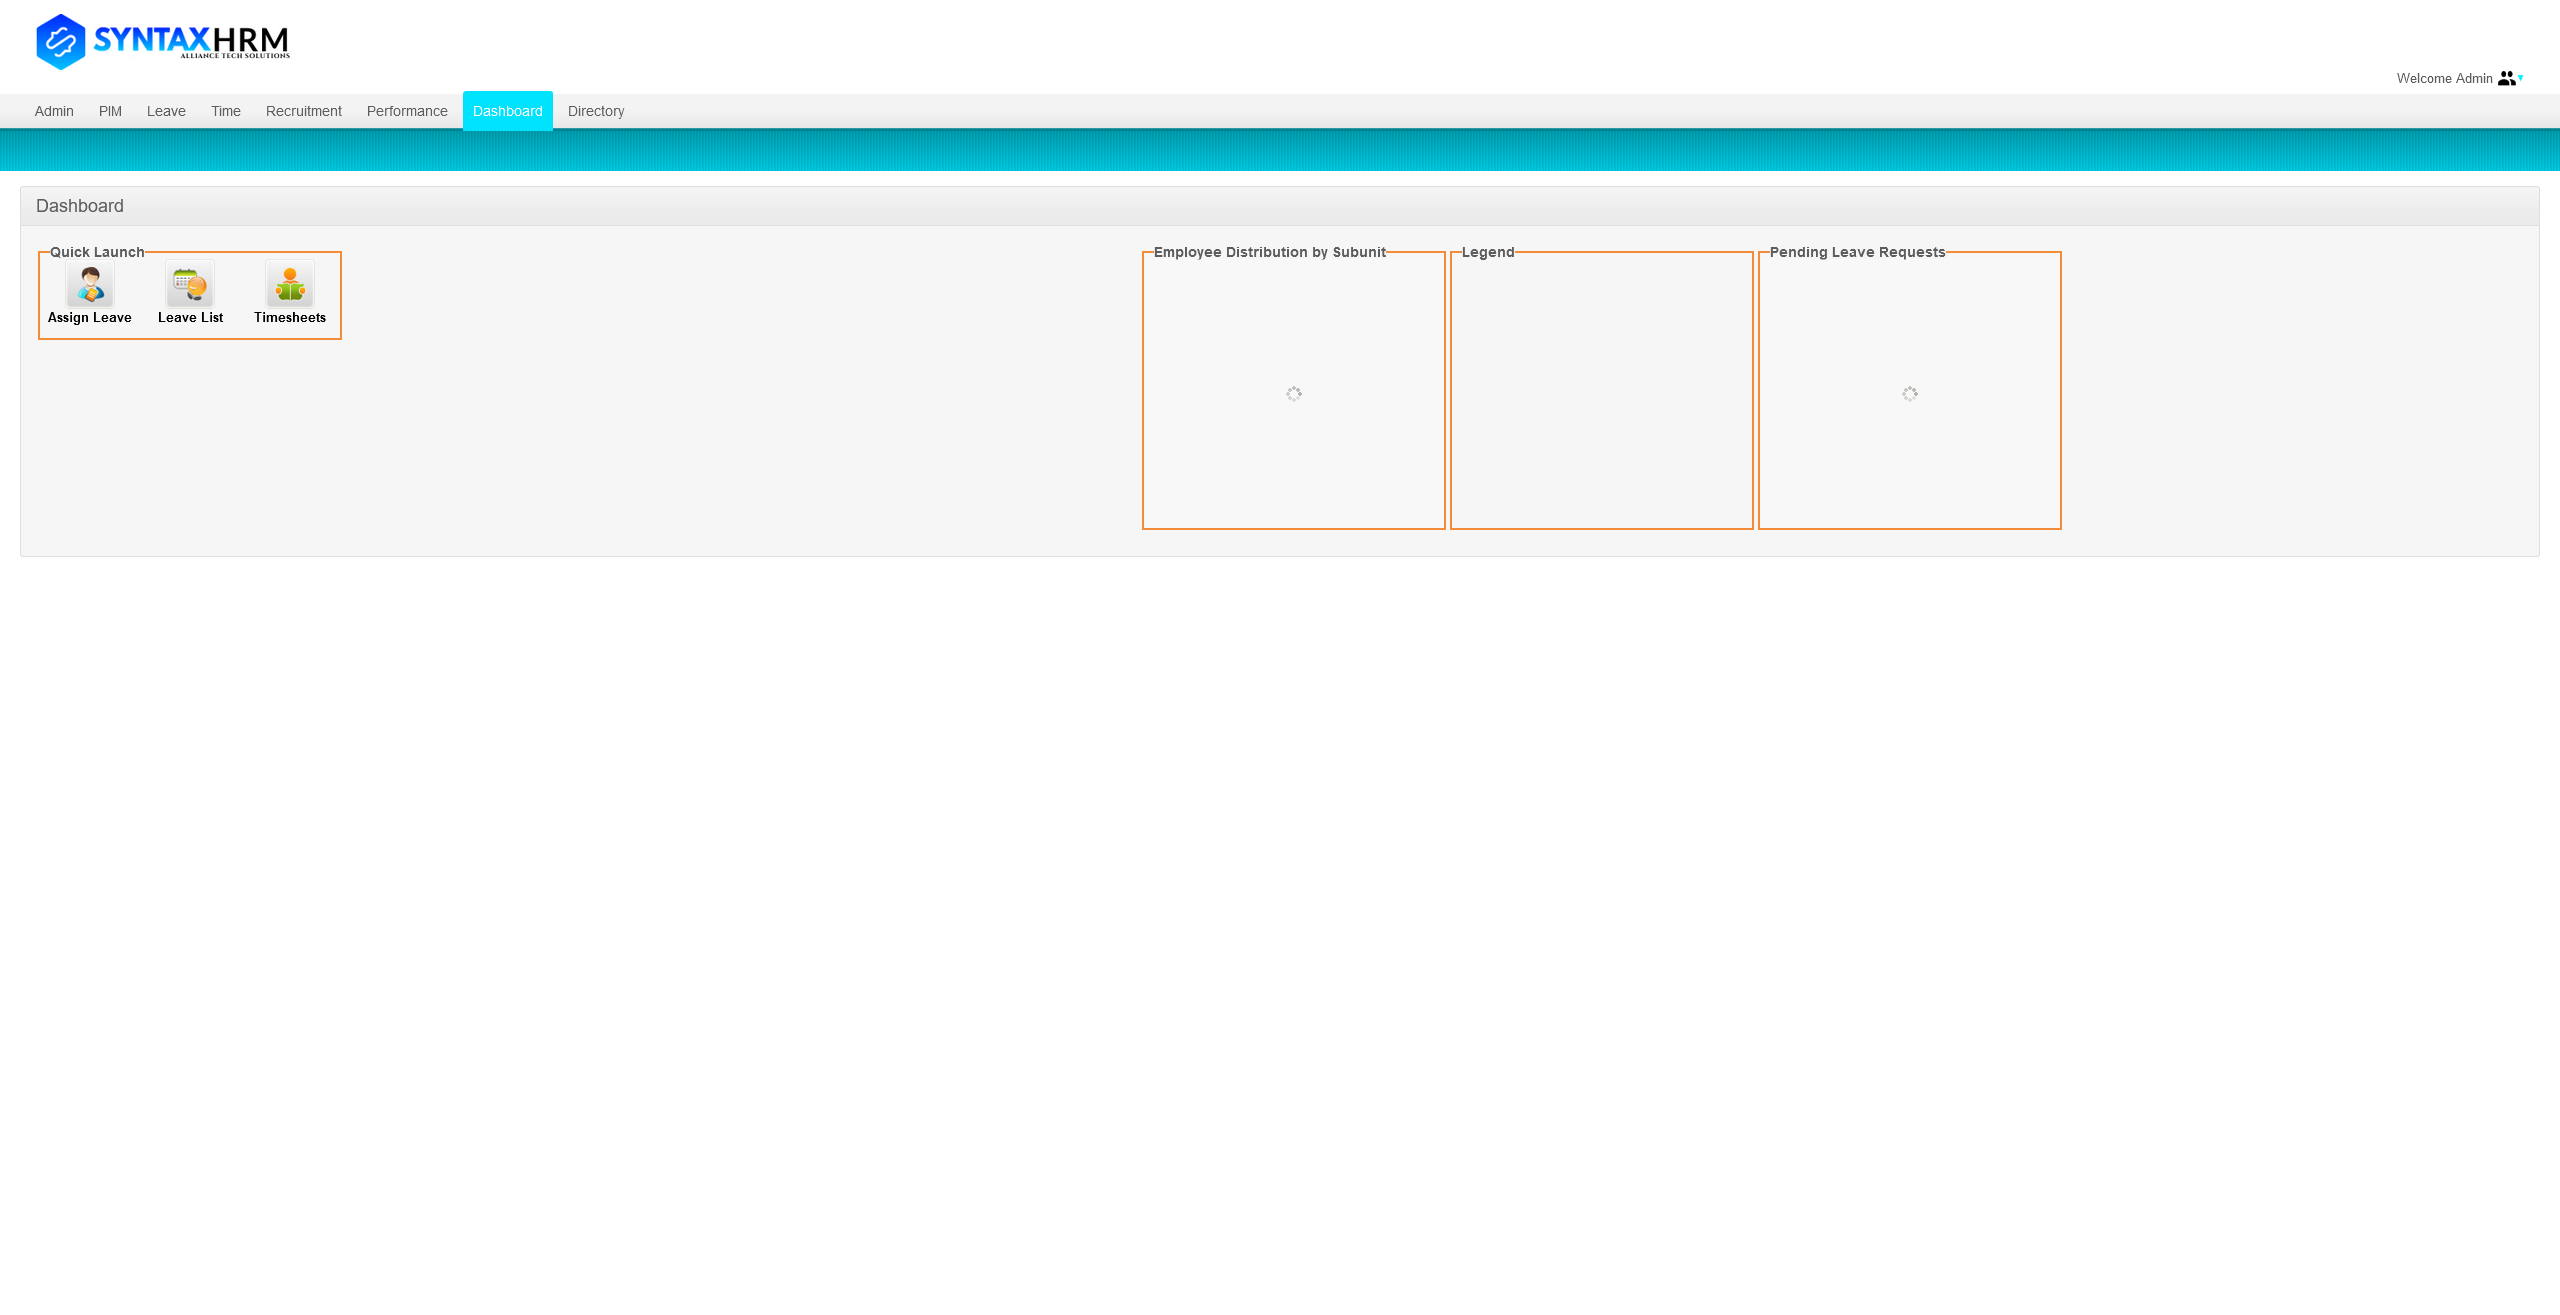 SYNTAXHRM
ALLIANCE TECH SOLUTIONS
Welcome Admin
Admin PIM Leave Time Recruitment Performance Dashboard Directory
Dashboard
Quick Launch
Assign Leave Leave List Timesheets
Employee Distribution by Subunit
Legend
Pending Leave Requests